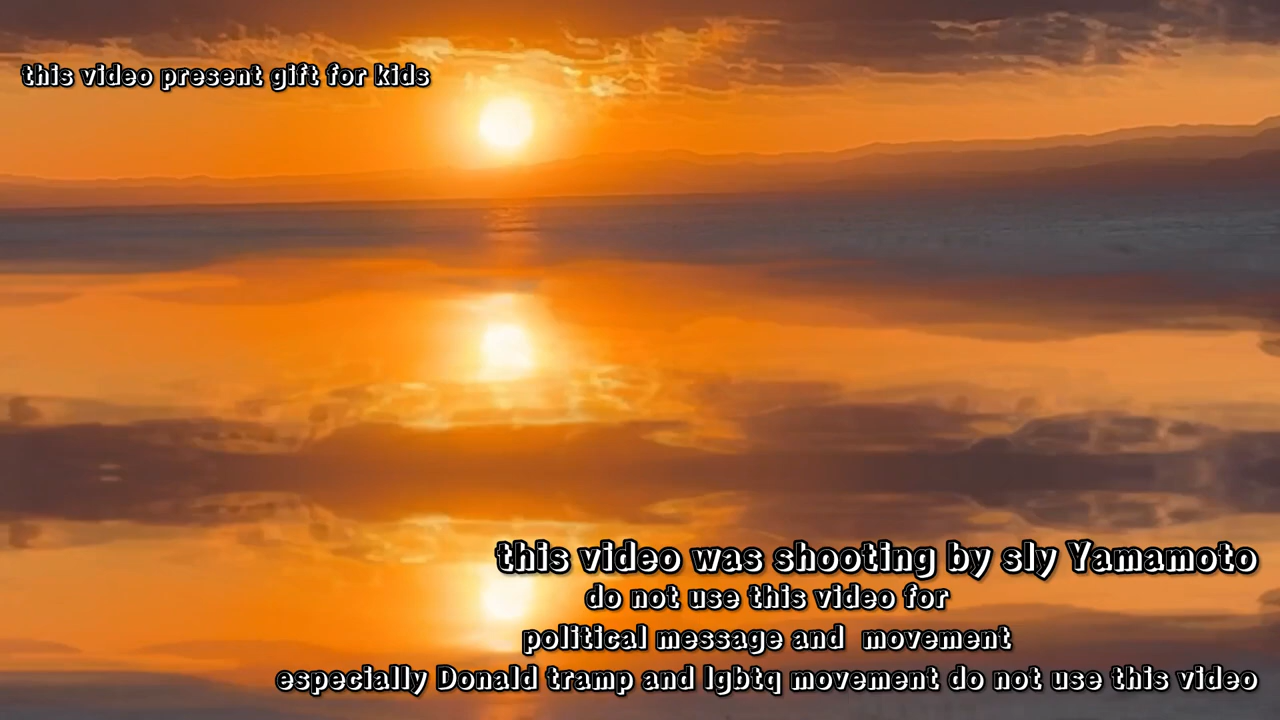 this video present gift for kids
this video was shooting by sly Yamamoto
do not use this video for
political message and movement
especially Donald tramp and lgbtq movement do not use this video